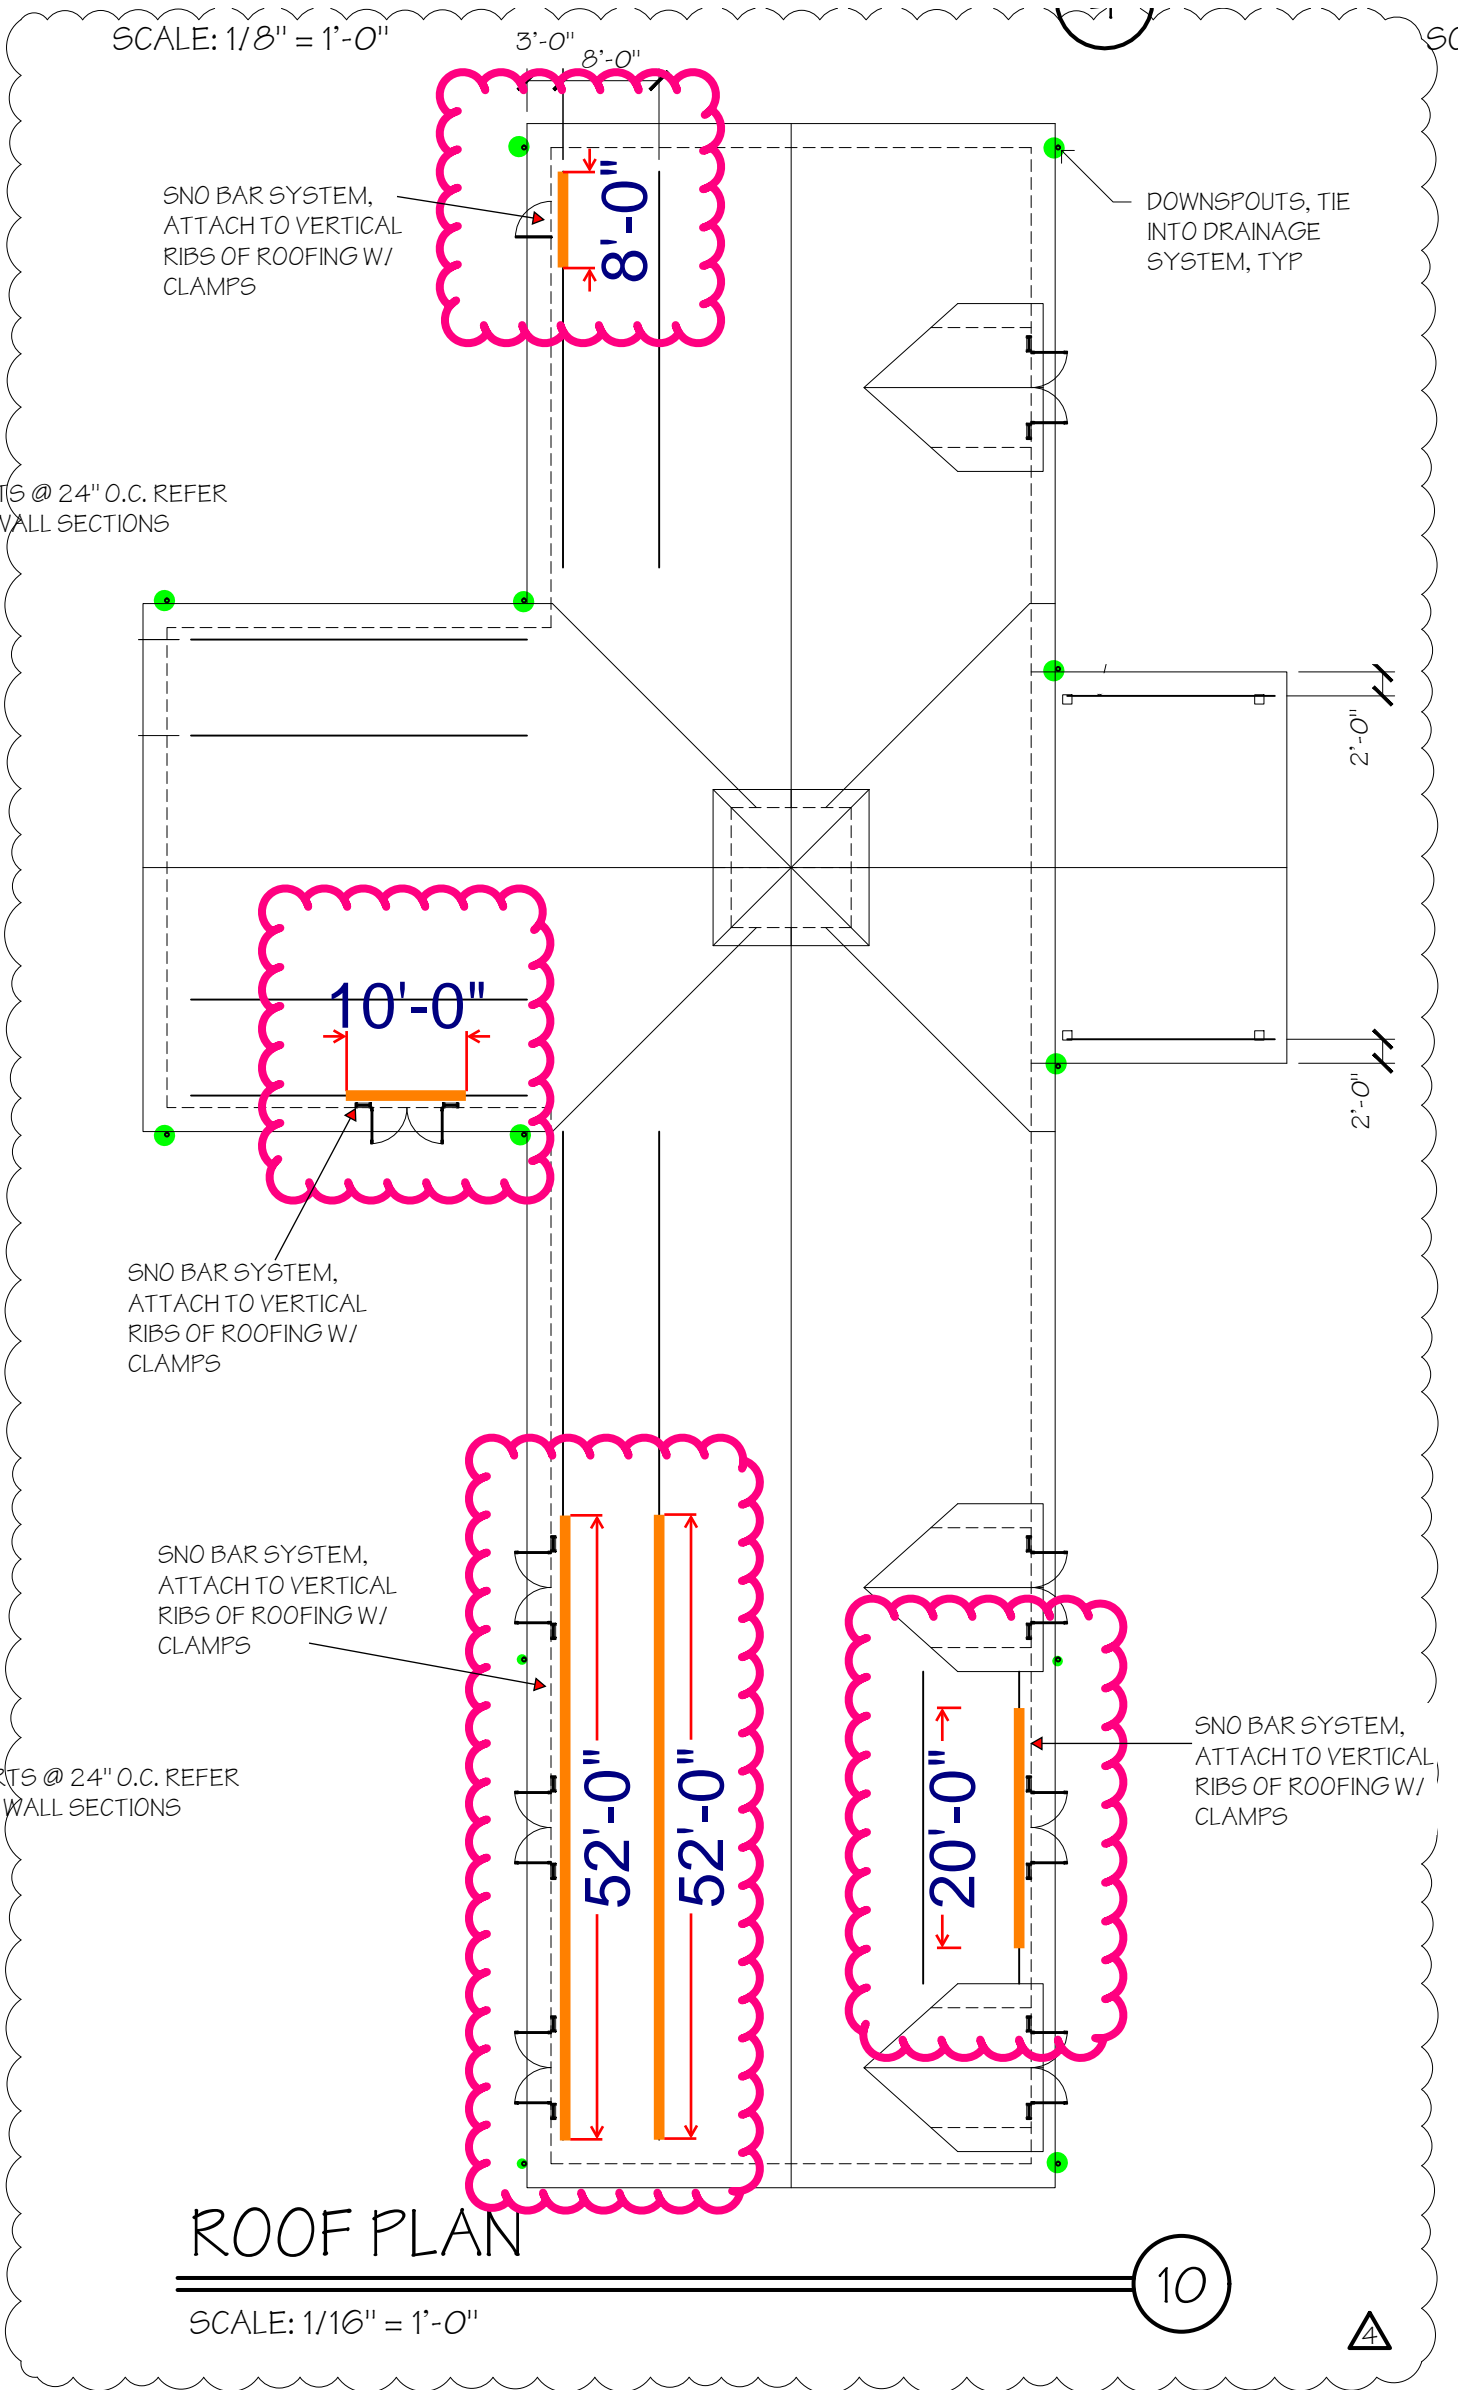 SCALE: 1/8" = 1'-0"
3'-0"
8'-0"
SNO BAR SYSTEM,
ATTACH TO VERTICAL
RIBS OF ROOFING W/
CLAMPS
8'-0"
DOWNSPOUTS, TIE
INTO DRAINAGE
SYSTEM, TYP
@ 24" O.C. REFER
WALL SECTIONS
2'-0"
10'-0"
2'-0"
SNO BAR SYSTEM,
ATTACH TO VERTICAL
RIBS OF ROOFING W/
CLAMPS
SNO BAR SYSTEM,
ATTACH TO VERTICAL
RIBS OF ROOFING W/
CLAMPS
52'-0"
52'-0"
20'-0"
SNO BAR SYSTEM,
ATTACH TO VERTICAL
RIBS OF ROOFING W/
CLAMPS
@ 24" O.C. REFER
WALL SECTIONS
ROOF PLAN
10
SCALE: 1/16" = 1'-0"
4